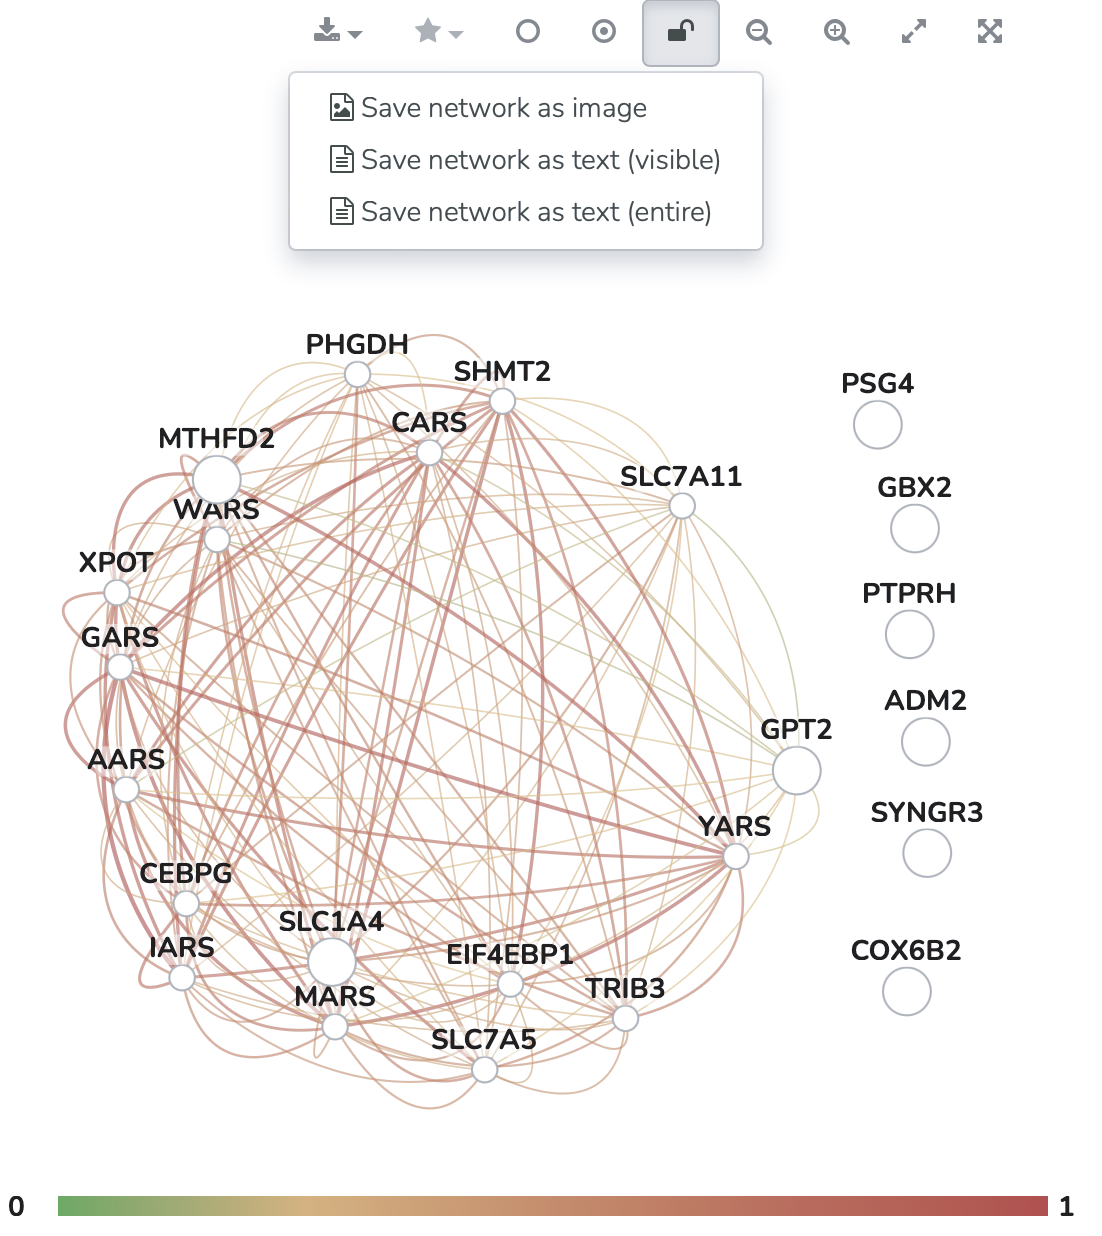 Save network as image
Save network as text (visible)
Save network as text (entire)
PHGDH
SHMT2
PSG4
CARS
MTHFD2
SLC7A11
GBX2
WARS
XPOT
PTPRH
GARS
ADM2
GPT2
AARS
SYNGR3
YARS
CEBPG
SLC1A4
IARS
EIF4EBP1
COX6B2
MARS
TRIB3
SLC7A5
0 1